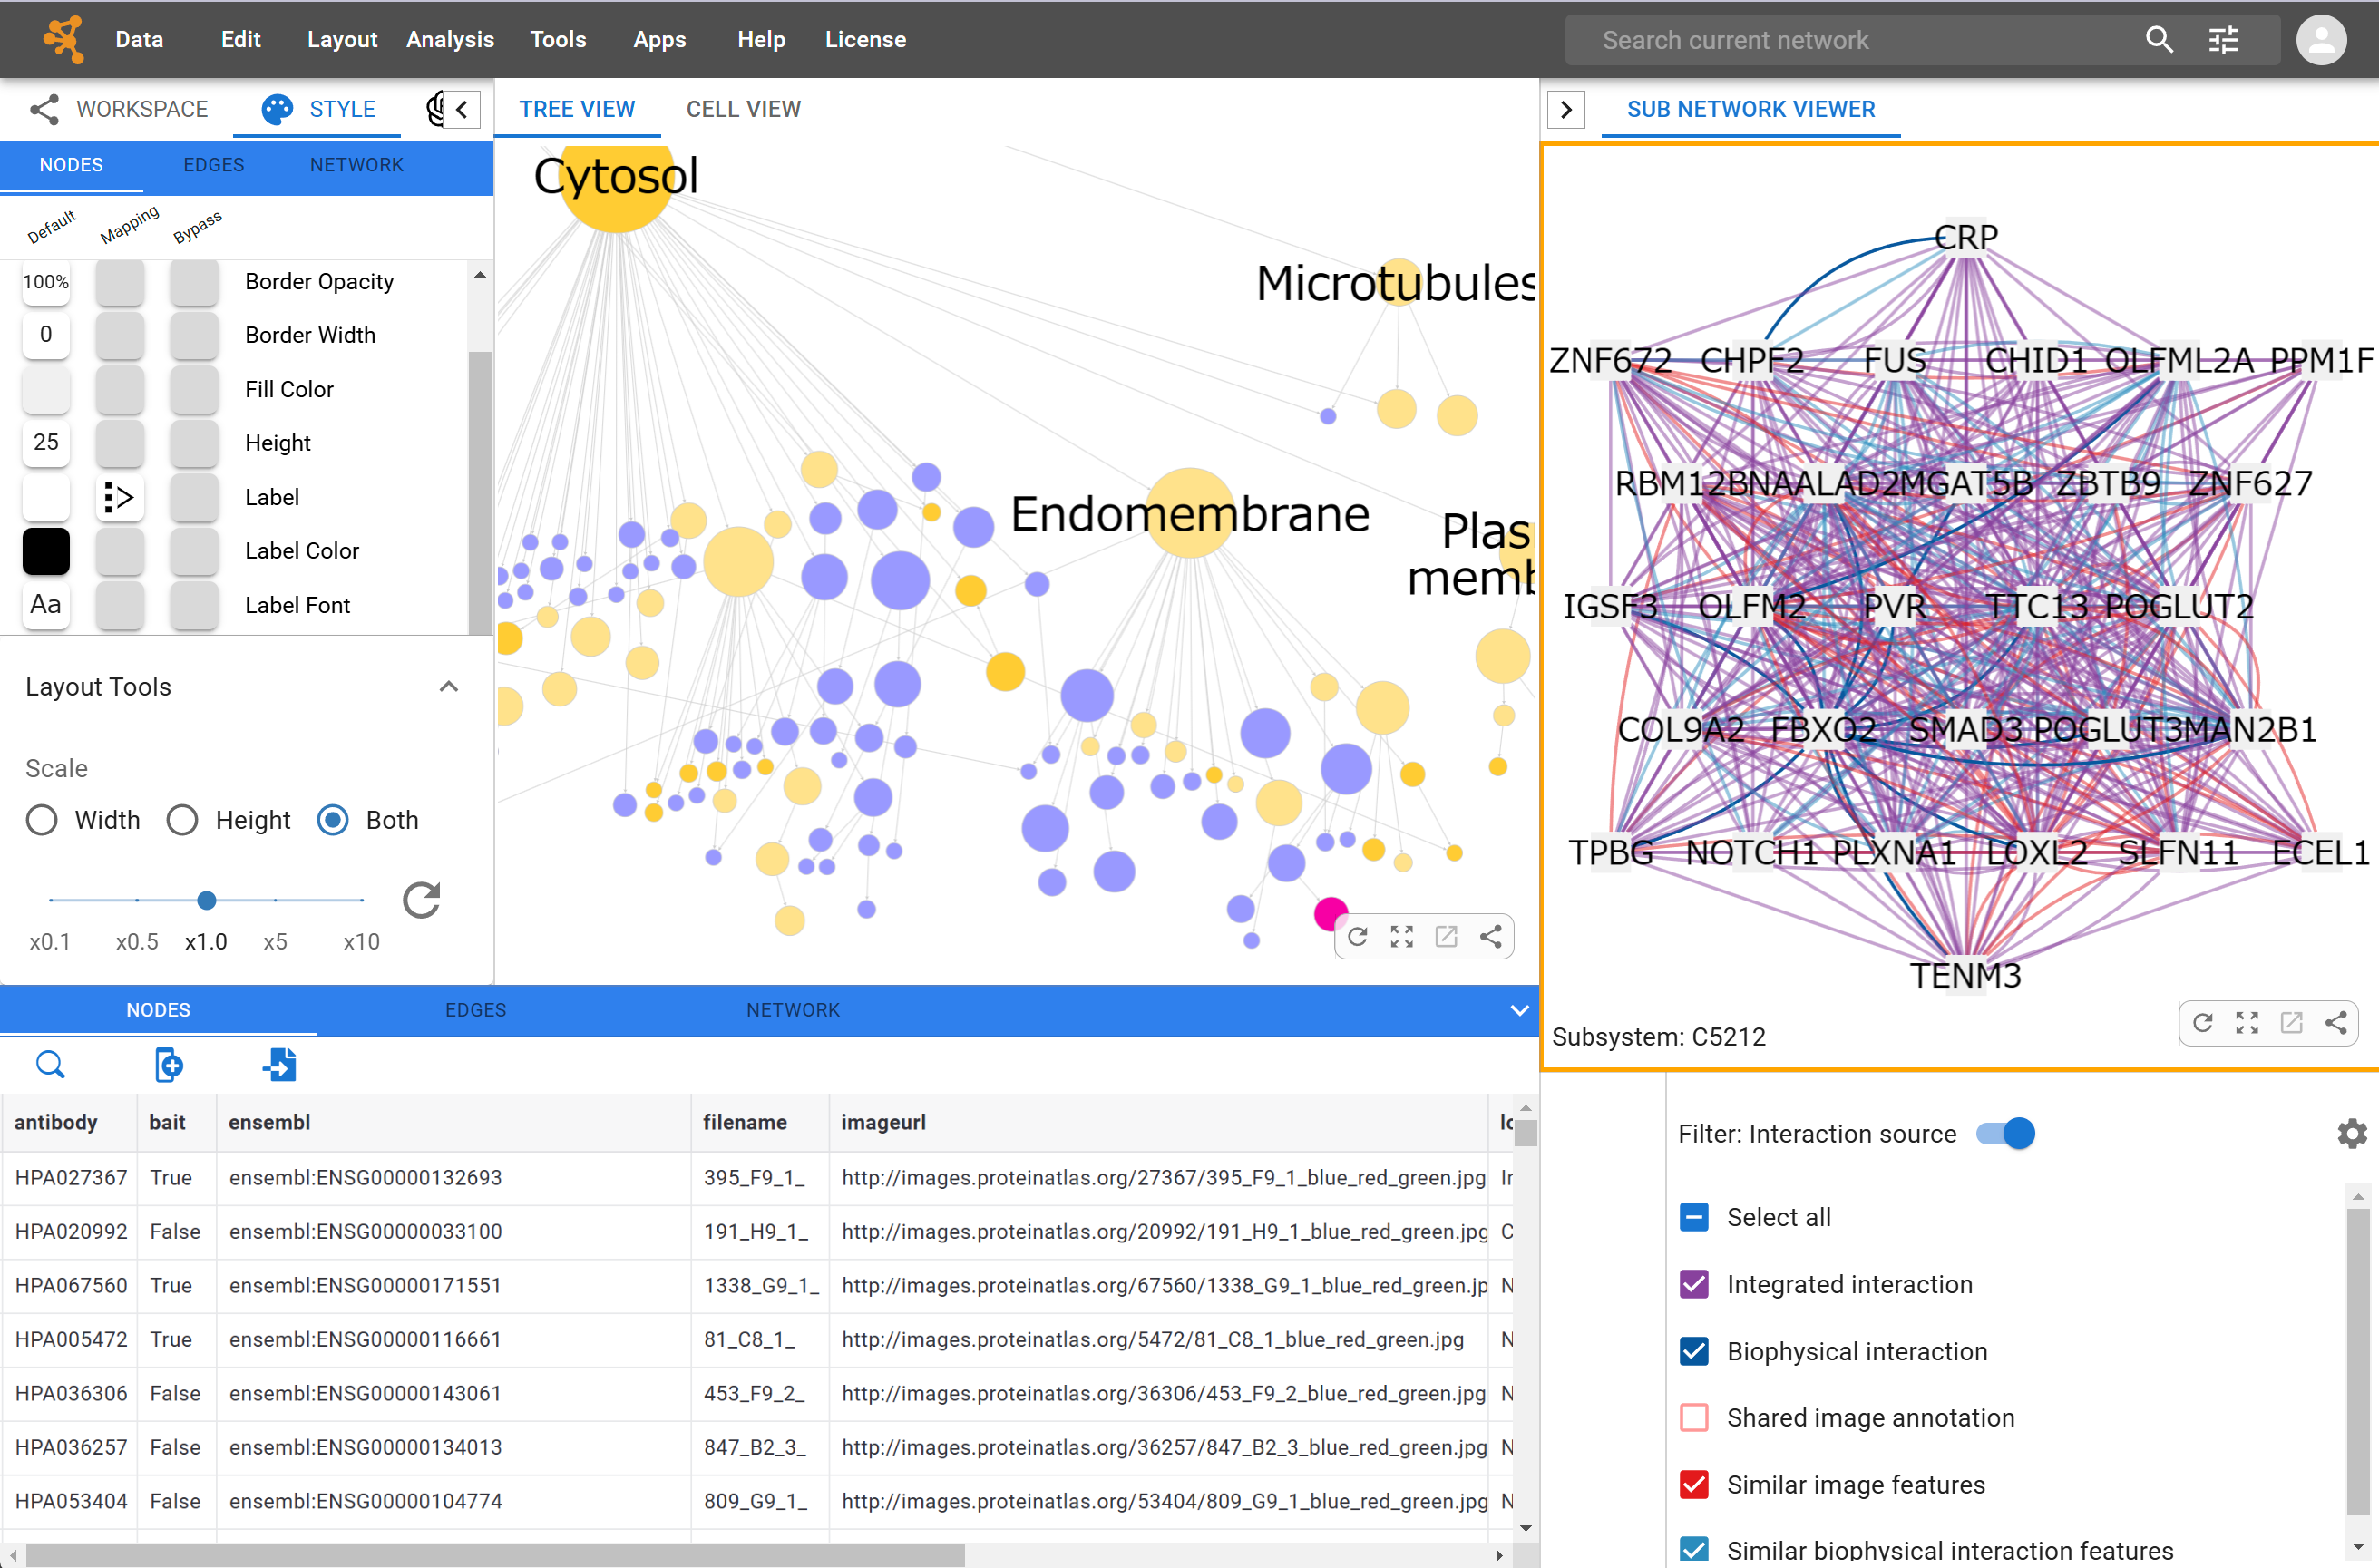 Data Edit Layout Analysis Tools Apps Help License Search current network
WORKSPACE STYLE
NODES EDGES NETWORK
Default Mapping Bypass
100% Border Opacity
0 Border Width
Fill Color
25 Height
Label
Label Color
Aa Label Font
Layout Tools
Scale
Width Height Both
x0.1 x0.5 x1.0 x5 x10
TREE VIEW CELL VIEW
Cytosol
Microtubules
Endomembrane
Plas
memb
SUB NETWORK VIEWER
CRP
ZNF672 CHPF2 FUS CHID1 OLFML2A PPM1F
RBM12B NAALAD2 MGAT5B ZBTB9 ZNF627
IGSF3 OLFM2 PVR TTC13 POGLUT2
COL9A2 FBXO2 SMAD3 POGLUT3 MAN2B1
TPBG NOTCH1 PLXNA1 LOXL2 SLFN11 ECEL1
TENM3
Subsystem: C5212
NODES EDGES NETWORK
antibody bait ensembl filename imageurl lo
HPA027367 True ensembl:ENSG00000132693 395_F9_1_ http://images.proteinatlas.org/27367/395_F9_1_blue_red_green.jpg In
HPA020992 False ensembl:ENSG00000033100 191_H9_1_ http://images.proteinatlas.org/20992/191_H9_1_blue_red_green.jpg C
HPA067560 True ensembl:ENSG00000171551 1338_G9_1_ http://images.proteinatlas.org/67560/1338_G9_1_blue_red_green.jp N
HPA005472 True ensembl:ENSG00000116661 81_C8_1_ http://images.proteinatlas.org/5472/81_C8_1_blue_red_green.jpg N
HPA036306 False ensembl:ENSG00000143061 453_F9_2_ http://images.proteinatlas.org/36306/453_F9_2_blue_red_green.jpg N
HPA036257 False ensembl:ENSG00000134013 847_B2_3_ http://images.proteinatlas.org/36257/847_B2_3_blue_red_green.jpg N
HPA053404 False ensembl:ENSG00000104774 809_G9_1_ http://images.proteinatlas.org/53404/809_G9_1_blue_red_green.jpg N
Filter: Interaction source
Select all
Integrated interaction
Biophysical interaction
Shared image annotation
Similar image features
Similar biophysical interaction features